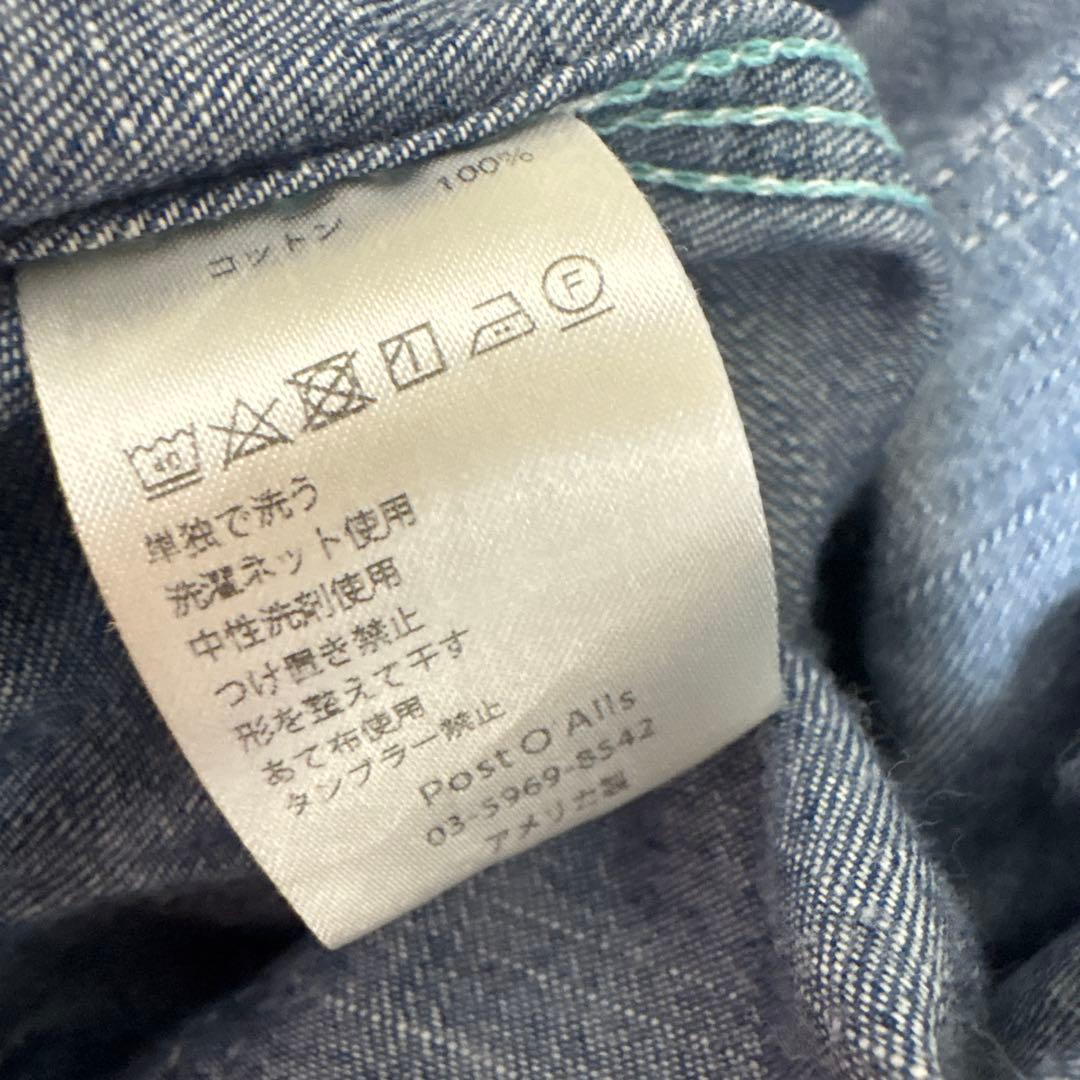 コットン 100%
40
F
単独で洗う
洗濯ネット使用
中性洗剤使用
つけ置き禁止
形を整えて干す
あて布使用
タンブラー禁止
Post O'Alls
03-5969-8542
アメリカ製